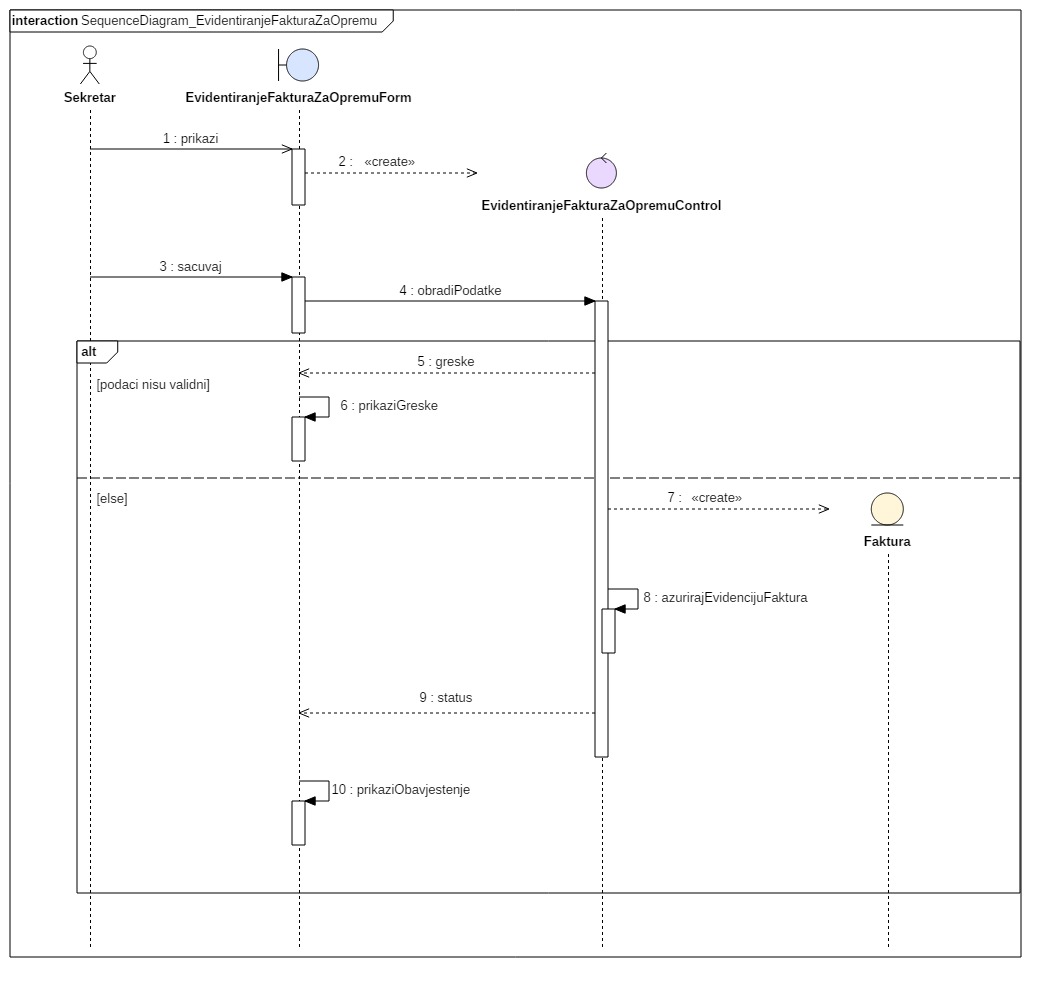 interaction SequenceDiagram_EvidentiranjeFakturaZaOpremu
Sekretar
EvidentiranjeFakturaZaOpremuForm
1 : prikazi
2 : «create»
EvidentiranjeFakturaZaOpremuControl
3 : sacuvaj
4 : obradiPodatke
alt
5 : greske
[podaci nisu validni]
6 : prikaziGreske
[else]
7 : «create»
Faktura
8 : azurirajEvidencijuFaktura
9 : status
10 : prikaziObavjestenje